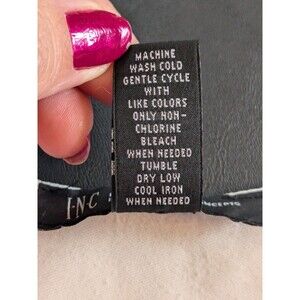 MACHINE
WASH COLD
GENTLE CYCLE
WITH
LIKE COLORS
ONLY NON-
CHLORINE
BLEACH
WHEN NEEDED
TUMBLE
DRY LOW
COOL IRON
WHEN NEEDED
I·N·C
NCEPTS